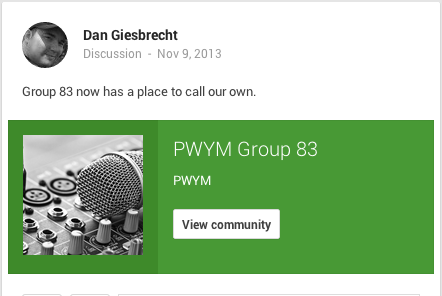 Dan Giesbrecht
Discussion - Nov 9, 2013
Group 83 now has a place to call our own.
PWYM Group 83
PWYM
View community